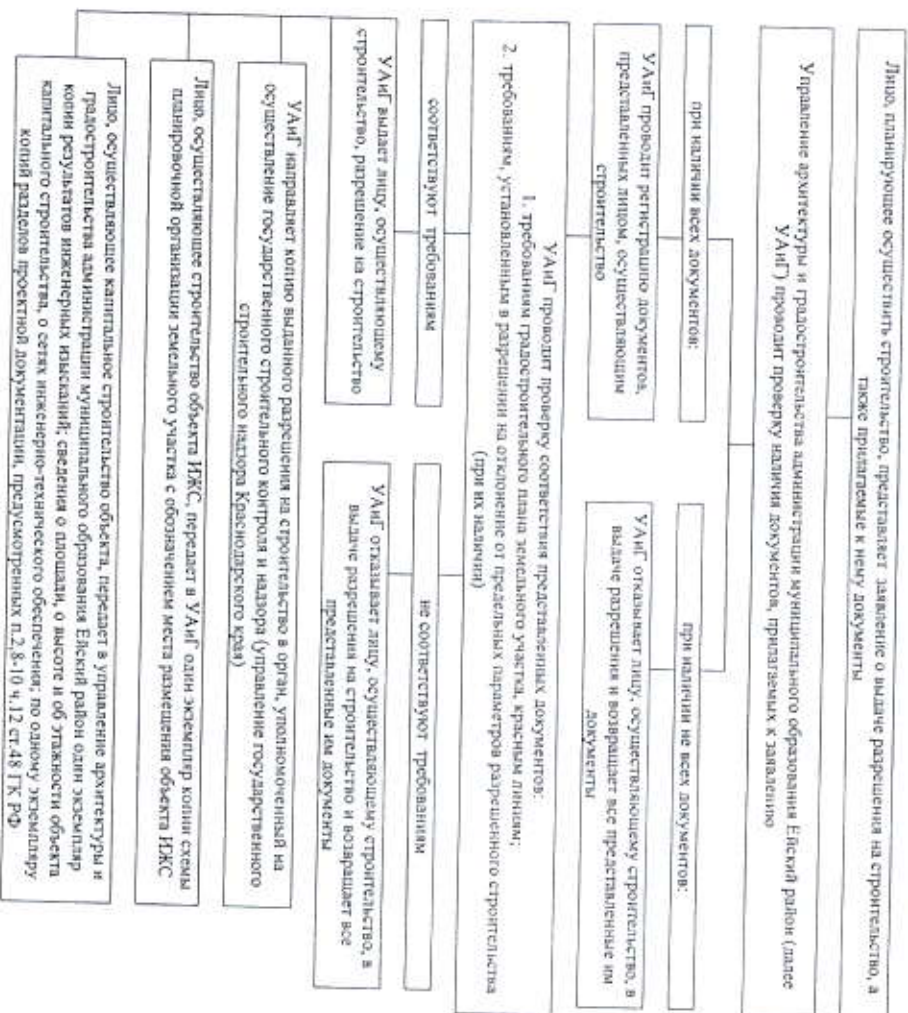 Лицо, планирующее осуществить строительство, представляет заявление о выдаче разрешения на строительство, а
также прилагаемые к нему документы
Управление архитектуры и градостроительства администрации муниципального образования Ейский район (далее
УАиГ) проводит проверку наличия документов, прилагаемых к заявлению
при наличии всех документов:
при наличии не всех документов:
УАиГ проводит регистрацию документов,
представленных лицом, осуществляющим
строительство
УАиГ отказывает лицу, осуществляющему строительство, в
выдаче разрешения и возвращает все представленные им
документы
УАиГ проводит проверку соответствия представленных документов:
1. требованиям градостроительного плана земельного участка, красным линиям;
2. требованиям, установленным в разрешении на отклонение от предельных параметров разрешенного строительства
(при их наличии)
соответствуют требованиям
не соответствуют требованиям
УАиГ выдает лицу, осуществляющему
строительство, разрешение на строительство
УАиГ отказывает лицу, осуществляющему строительство, в
выдаче разрешения на строительство и возвращает все
представленные им документы
УАиГ направляет копию выданного разрешения на строительство в орган, уполномоченный на
осуществление государственного строительного контроля и надзора (управление государственного
строительного надзора Краснодарского края)
Лицо, осуществляющее строительство объекта ИЖС, передает в УАиГ один экземпляр копии схемы
планировочной организации земельного участка с обозначением места размещения объекта ИЖС
Лицо, осуществляющее капитальное строительство объекта, передает в управление архитектуры и
градостроительства администрации муниципального образования Ейский район один экземпляр
копии результатов инженерных изысканий; сведения о площади, о высоте и об этажности объекта
капитального строительства, о сетях инженерно-технического обеспечения; по одному экземпляру
копий разделов проектной документации, предусмотренных п.2,8-10 ч.12 ст.48 ГК РФ